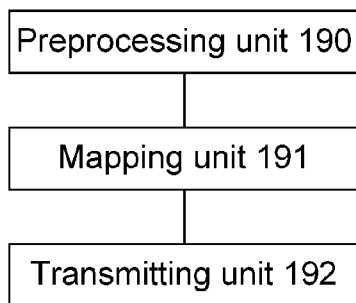 Preprocessing unit 190
Mapping unit 191
Transmitting unit 192